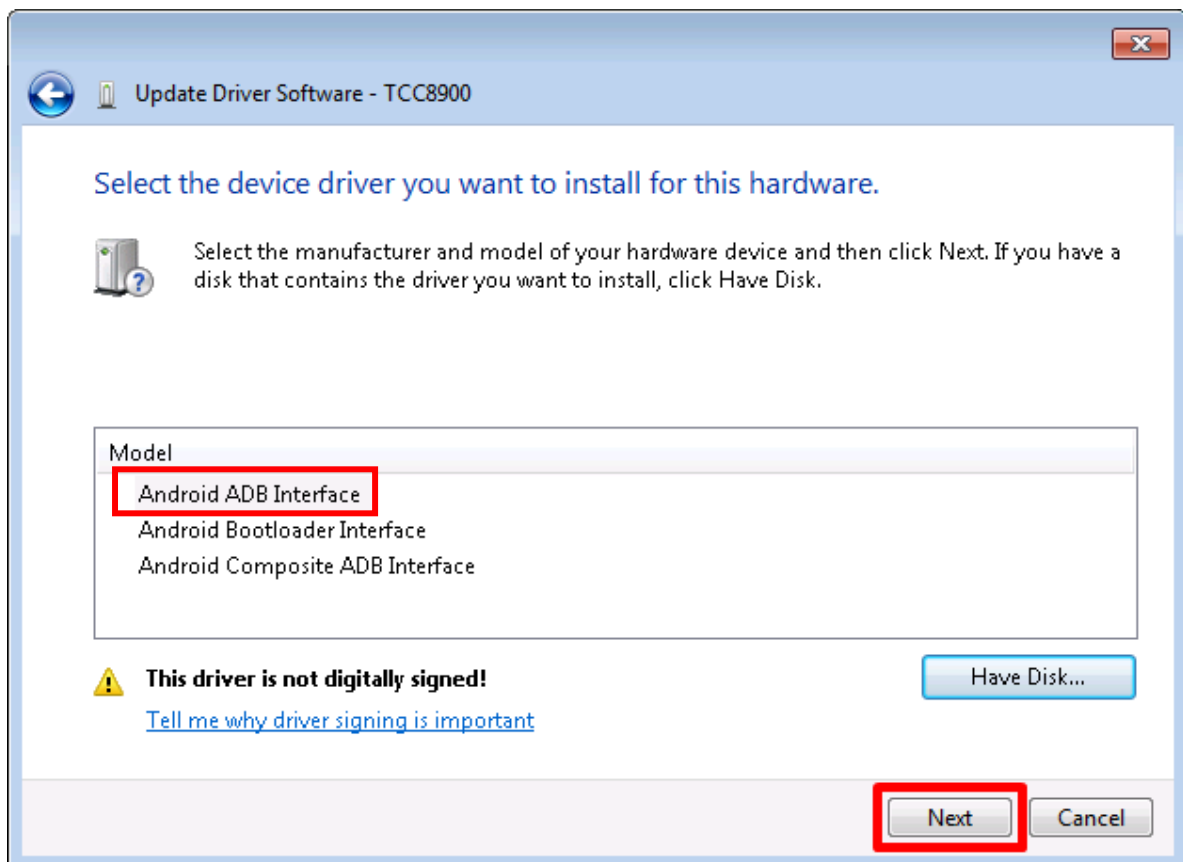 Update Driver Software - TCC8900
Select the device driver you want to install for this hardware.
Select the manufacturer and model of your hardware device and then click Next. If you have a
disk that contains the driver you want to install, click Have Disk.
Model
Android ADB Interface
Android Bootloader Interface
Android Composite ADB Interface
This driver is not digitally signed!
Have Disk...
Tell me why driver signing is important
Next
Cancel